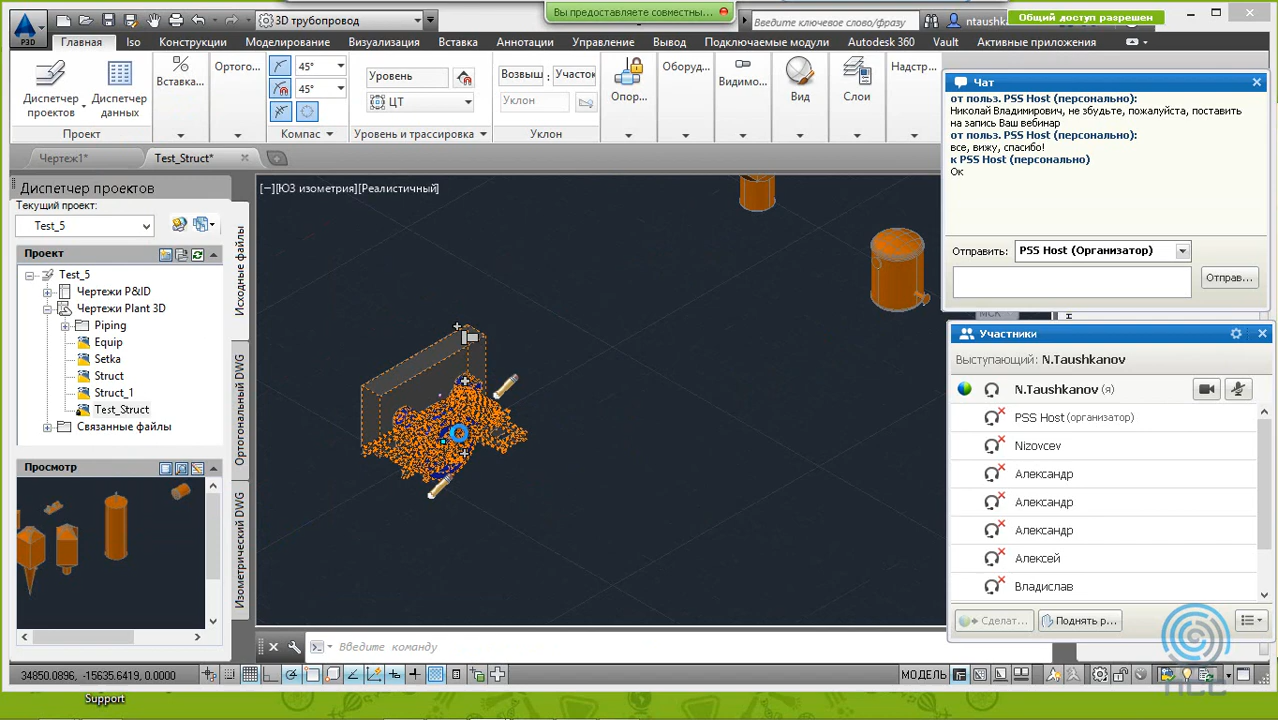 Вы предоставляете совместны...
3D трубопровод
Введите ключевое слово/фразу
ntaushka...
Общий доступ разрешен
P3D
Главная Iso Конструкции Моделирование Визуализация Вставка Аннотации Управление Вывод Подключаемые модули Autodesk 360 Vault Активные приложения
Диспетчер проектов
Диспетчер данных
Проект
Вставка...
Ортого...
45°
45°
Компас
Уровень
ЦТ
Уровень и трассировка
Возвыш
Участок
Уклон
Уклон
Опор...
Оборуд...
Видимо...
Вид
Слои
Надстр...
Чертеж1*
Test_Struct*
Диспетчер проектов
Текущий проект:
Test_5
Проект
Test_5
Чертежи P&ID
Чертежи Plant 3D
Piping
Equip
Setka
Struct
Struct_1
Test_Struct
Связанные файлы
Просмотр
Исходные файлы
Ортогональный DWG
Изометрический DWG
[−][ЮЗ изометрия][Реалистичный]
Чат
от польз. PSS Host (персонально):
Николай Владимирович, не збудьте, пожалуйста, поставить
на запись Ваш вебинар
от польз. PSS Host (персонально):
все, вижу, спасибо!
к PSS Host (персонально)
Ок
Отправить:
PSS Host (Организатор)
Отправ...
МСК
Участники
Выступающий: N.Taushkanov
N.Taushkanov (я)
PSS Host (организатор)
Nizovcev
Александр
Александр
Александр
Алексей
Владислав
Сделат...
Поднять р...
Введите команду
34850.0896, -15635.6419, 0.0000
МОДЕЛЬ
Support